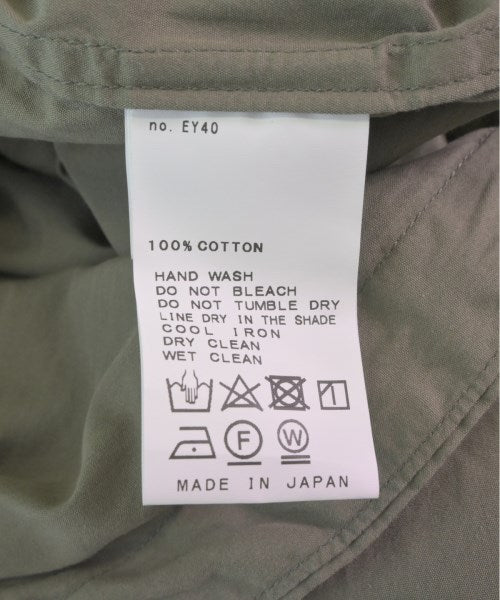 no. EY40
100% COTTON
HAND WASH
DO NOT BLEACH
DO NOT TUMBLE DRY
LINE DRY IN THE SHADE
COOL IRON
DRY CLEAN
WET CLEAN
F W
MADE IN JAPAN